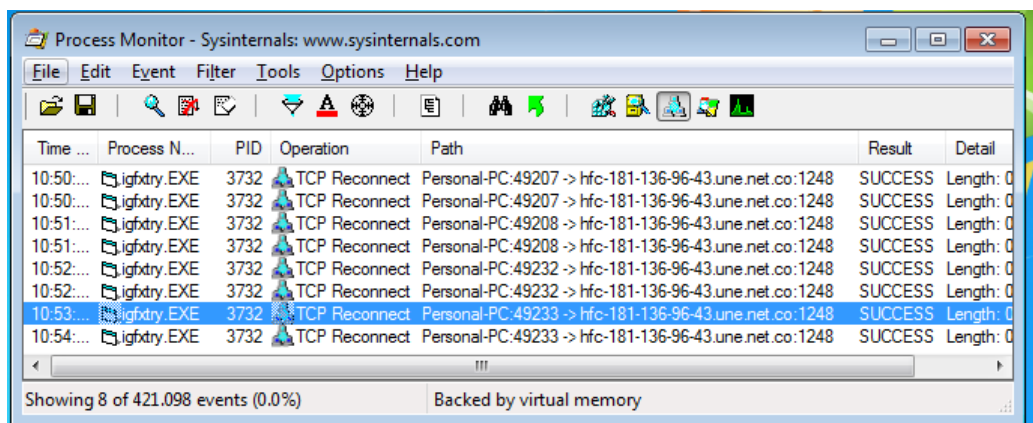 Process Monitor - Sysinternals: www.sysinternals.com
File Edit Event Filter Tools Options Help
Time ... Process N... PID Operation Path Result Detail
10:50:... igfxtry.EXE 3732 TCP Reconnect Personal-PC:49207 -> hfc-181-136-96-43.une.net.co:1248 SUCCESS Length: 0
10:50:... igfxtry.EXE 3732 TCP Reconnect Personal-PC:49207 -> hfc-181-136-96-43.une.net.co:1248 SUCCESS Length: 0
10:51:... igfxtry.EXE 3732 TCP Reconnect Personal-PC:49208 -> hfc-181-136-96-43.une.net.co:1248 SUCCESS Length: 0
10:51:... igfxtry.EXE 3732 TCP Reconnect Personal-PC:49208 -> hfc-181-136-96-43.une.net.co:1248 SUCCESS Length: 0
10:52:... igfxtry.EXE 3732 TCP Reconnect Personal-PC:49232 -> hfc-181-136-96-43.une.net.co:1248 SUCCESS Length: 0
10:52:... igfxtry.EXE 3732 TCP Reconnect Personal-PC:49232 -> hfc-181-136-96-43.une.net.co:1248 SUCCESS Length: 0
10:53:... igfxtry.EXE 3732 TCP Reconnect Personal-PC:49233 -> hfc-181-136-96-43.une.net.co:1248 SUCCESS Length: 0
10:54:... igfxtry.EXE 3732 TCP Reconnect Personal-PC:49233 -> hfc-181-136-96-43.une.net.co:1248 SUCCESS Length: 0
Showing 8 of 421.098 events (0.0%) Backed by virtual memory